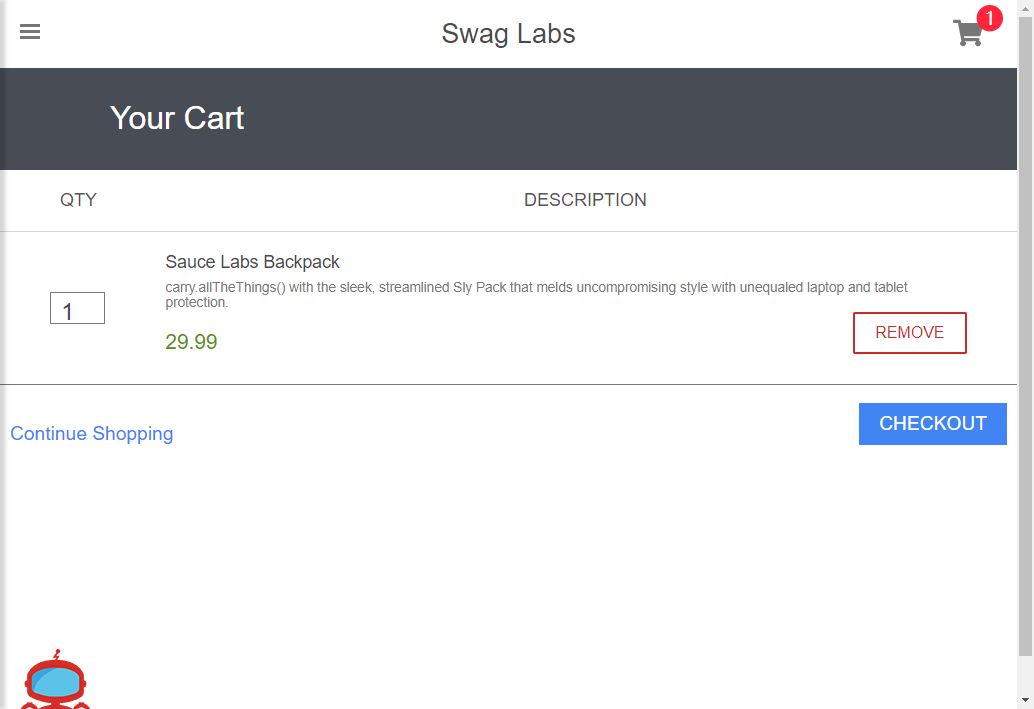 Swag Labs
1
Your Cart
QTY
DESCRIPTION
Sauce Labs Backpack
carry.allTheThings() with the sleek, streamlined Sly Pack that melds uncompromising style with unequaled laptop and tablet
protection.
1
29.99
REMOVE
Continue Shopping
CHECKOUT